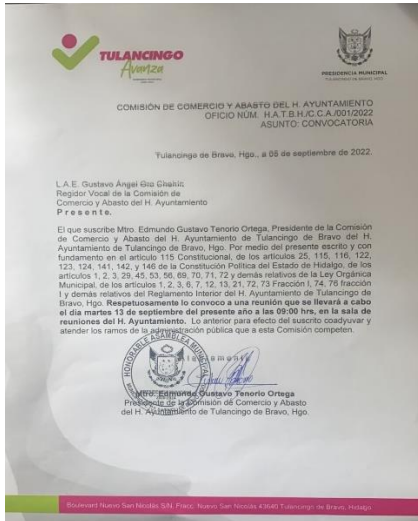 TULANCINGO
Avanza
PRESIDENCIA MUNICIPAL
TULANCINGO DE BRAVO, HGO.
COMISIÓN DE COMERCIO Y ABASTO DEL H. AYUNTAMIENTO
OFICIO NÚM. H.A.T.B.H./C.C.A./001/2022
ASUNTO: CONVOCATORIA
Tulancingo de Bravo, Hgo., a 05 de septiembre de 2022.
L.A.E. Gustavo Ángel
Regidor Vocal de la Comisión de
Comercio y Abasto del H. Ayuntamiento
P r e s e n t e.
El que suscribe Mtro. Edmundo Gustavo Tenorio Ortega, Presidente de la Comisión
de Comercio y Abasto del H. Ayuntamiento de Tulancingo de Bravo del H.
Ayuntamiento de Tulancingo de Bravo, Hgo. Por medio del presente escrito y con
fundamento en el artículo 115 Constitucional, de los artículos 25, 115, 116, 122,
123, 124, 141, 142, y 146 de la Constitución Política del Estado de Hidalgo, de los
artículos 1, 2, 3, 29, 45, 53, 56, 69, 70, 71, 72 y demás relativos de la Ley Orgánica
Municipal, de los artículos 1, 2, 3, 6, 7, 12, 13, 21, 72, 73 Fracción I, 74, 76 fracción
I y demás relativos del Reglamento Interior del H. Ayuntamiento de Tulancingo de
Bravo, Hgo. Respetuosamente lo convoco a una reunión que se llevará a cabo
el día martes 13 de septiembre del presente año a las 09:00 hrs, en la sala de
reuniones del H. Ayuntamiento. Lo anterior para efecto del suscrito coadyuvar y
atender los ramos de la administración pública que a esta Comisión competen.
HONORABLE ASAMBLEA MUNICIPAL
Mtro. Edmundo Gustavo Tenorio Ortega
Presidente de la Comisión de Comercio y Abasto
del H. Ayuntamiento de Tulancingo de Bravo, Hgo.
Boulevard Nuevo San Nicolás S/N, Fracc. Nuevo San Nicolás 43640 Tulancingo de Bravo, Hidalgo